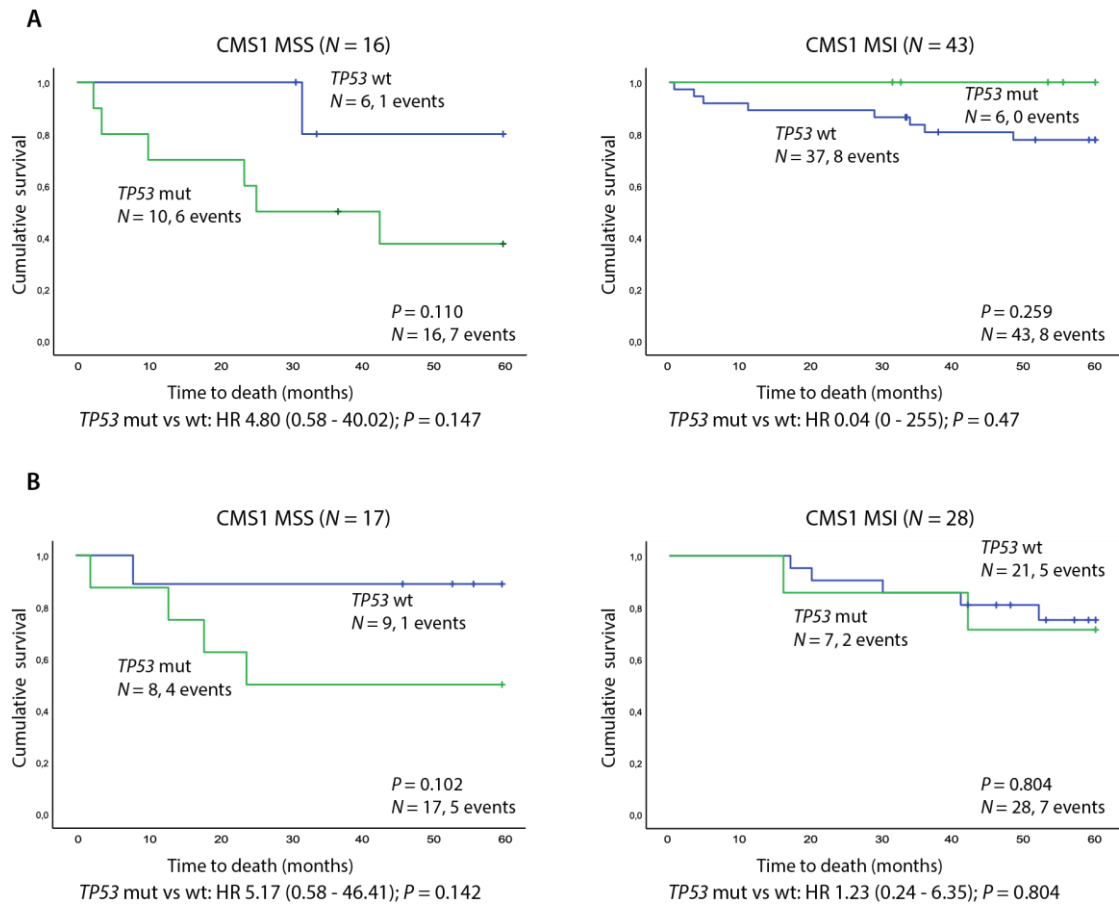 A
CMS1 MSS (N = 16)
1,0
0,8
0,6
0,4
0,2
0,0
Cumulative survival
TP53 wt
N = 6, 1 events
TP53 mut
N = 10, 6 events
P = 0.110
N = 16, 7 events
0 10 20 30 40 50 60
Time to death (months)
TP53 mut vs wt: HR 4.80 (0.58 - 40.02); P = 0.147
CMS1 MSI (N = 43)
1,0
0,8
0,6
0,4
0,2
0,0
Cumulative survival
TP53 mut
N = 6, 0 events
TP53 wt
N = 37, 8 events
P = 0.259
N = 43, 8 events
0 10 20 30 40 50 60
Time to death (months)
TP53 mut vs wt: HR 0.04 (0 - 255); P = 0.47
B
CMS1 MSS (N = 17)
1,0
0,8
0,6
0,4
0,2
0,0
Cumulative survival
TP53 wt
N = 9, 1 events
TP53 mut
N = 8, 4 events
P = 0.102
N = 17, 5 events
0 10 20 30 40 50 60
Time to death (months)
TP53 mut vs wt: HR 5.17 (0.58 - 46.41); P = 0.142
CMS1 MSI (N = 28)
1,0
0,8
0,6
0,4
0,2
0,0
Cumulative survival
TP53 wt
N = 21, 5 events
TP53 mut
N = 7, 2 events
P = 0.804
N = 28, 7 events
0 10 20 30 40 50 60
Time to death (months)
TP53 mut vs wt: HR 1.23 (0.24 - 6.35); P = 0.804